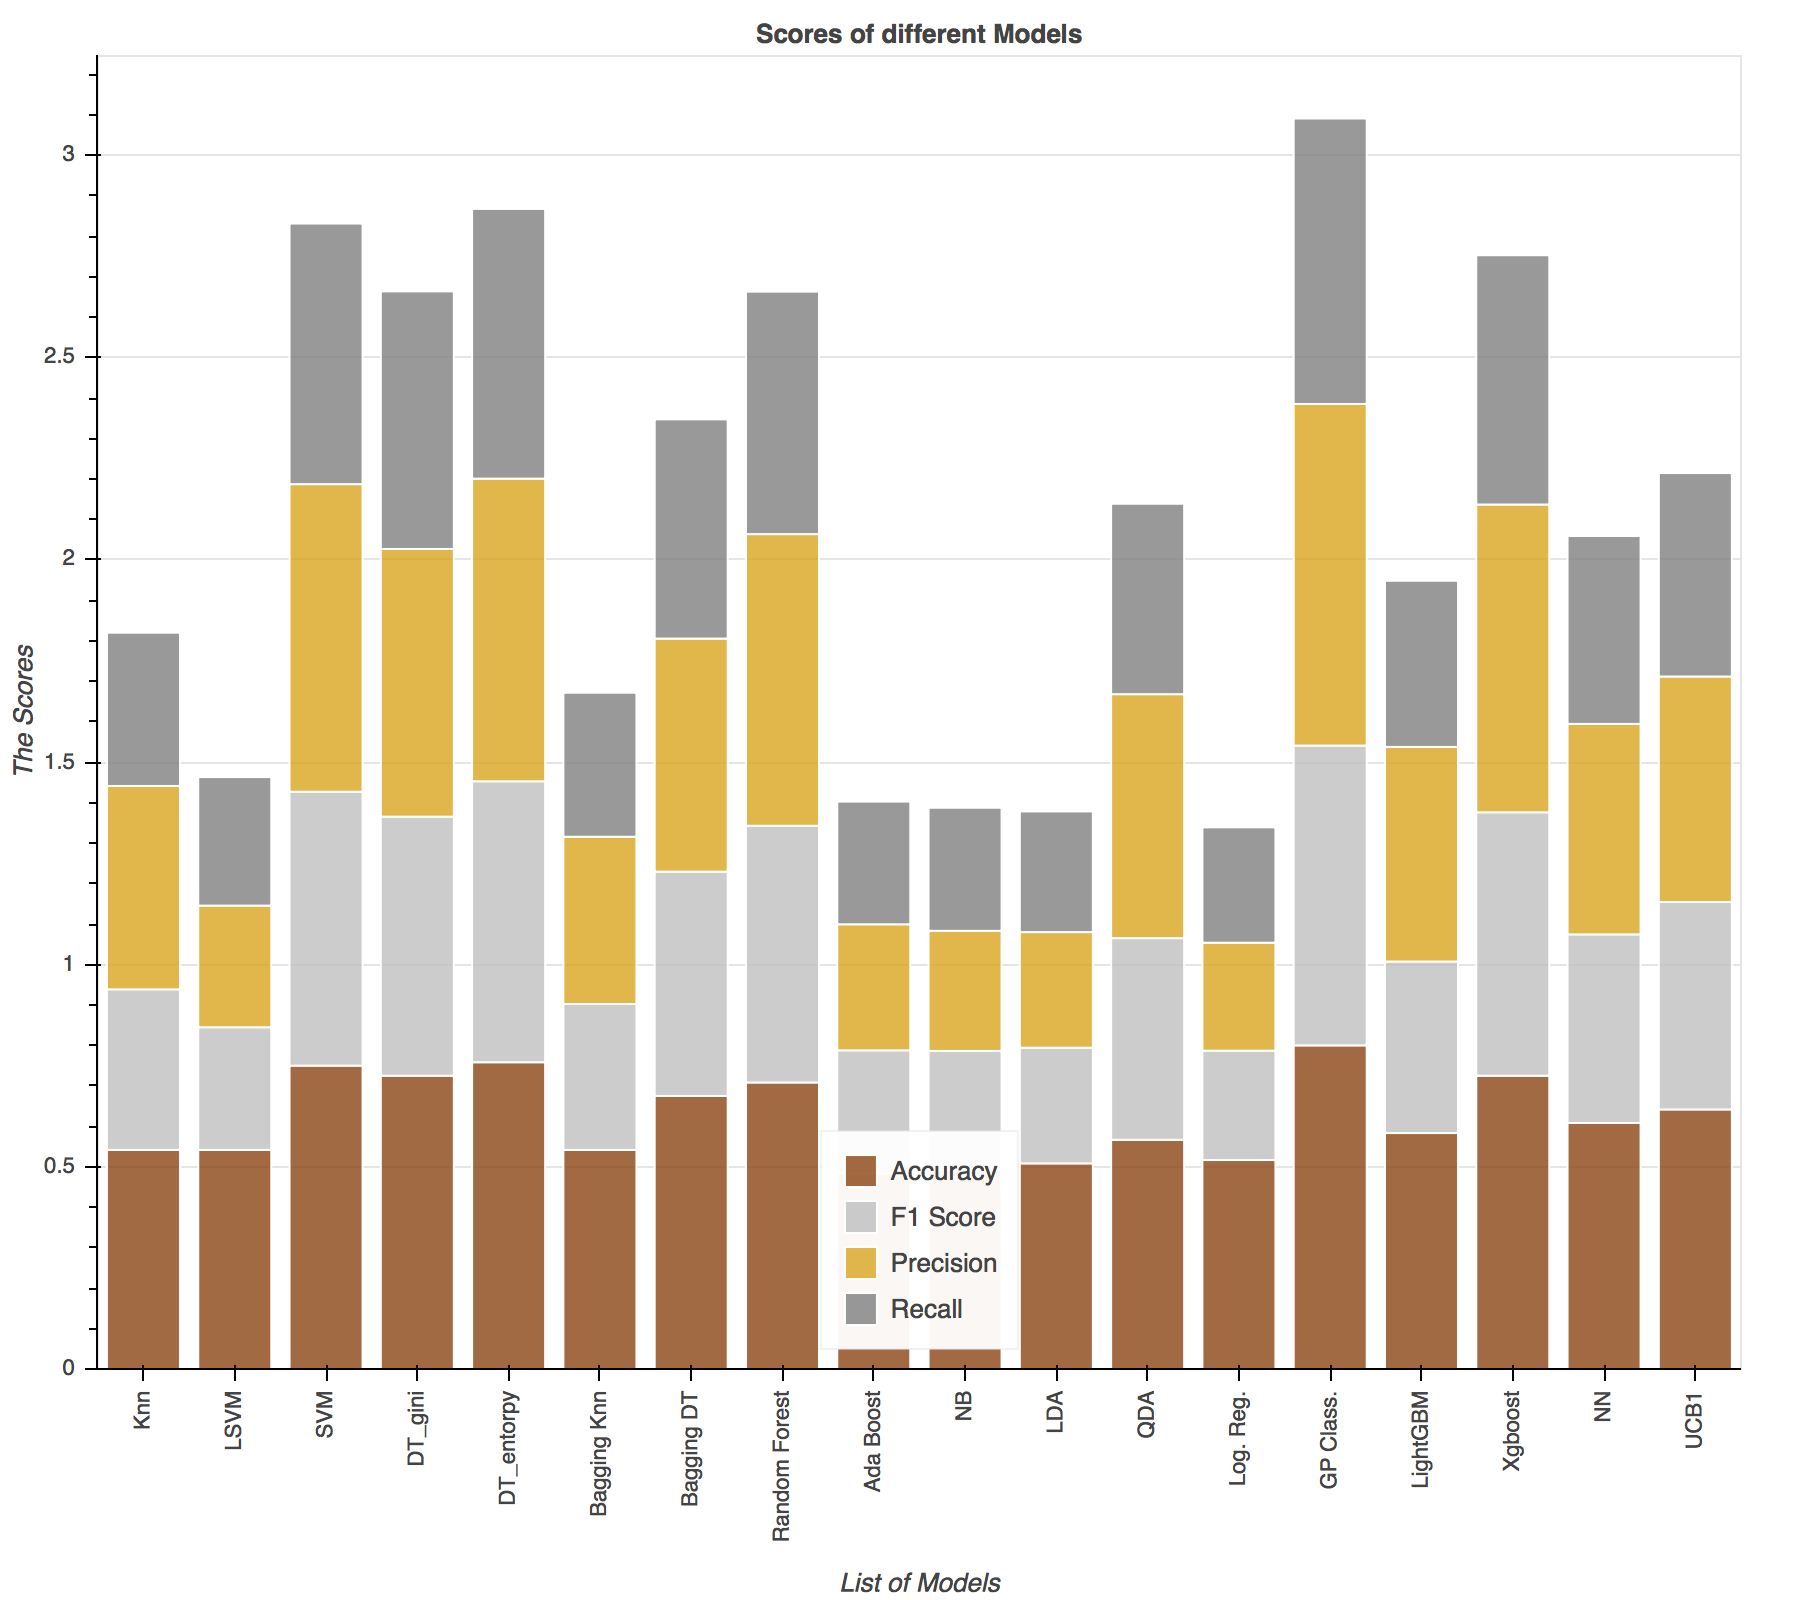 Scores of different Models
The Scores
3
2.5
2
1.5
1
0.5
0
Accuracy
F1 Score
Precision
Recall
Knn
LSVM
SVM
DT_gini
DT_entorpy
Bagging Knn
Bagging DT
Random Forest
Ada Boost
NB
LDA
QDA
Log. Reg.
GP Class.
LightGBM
Xgboost
NN
UCB1
List of Models